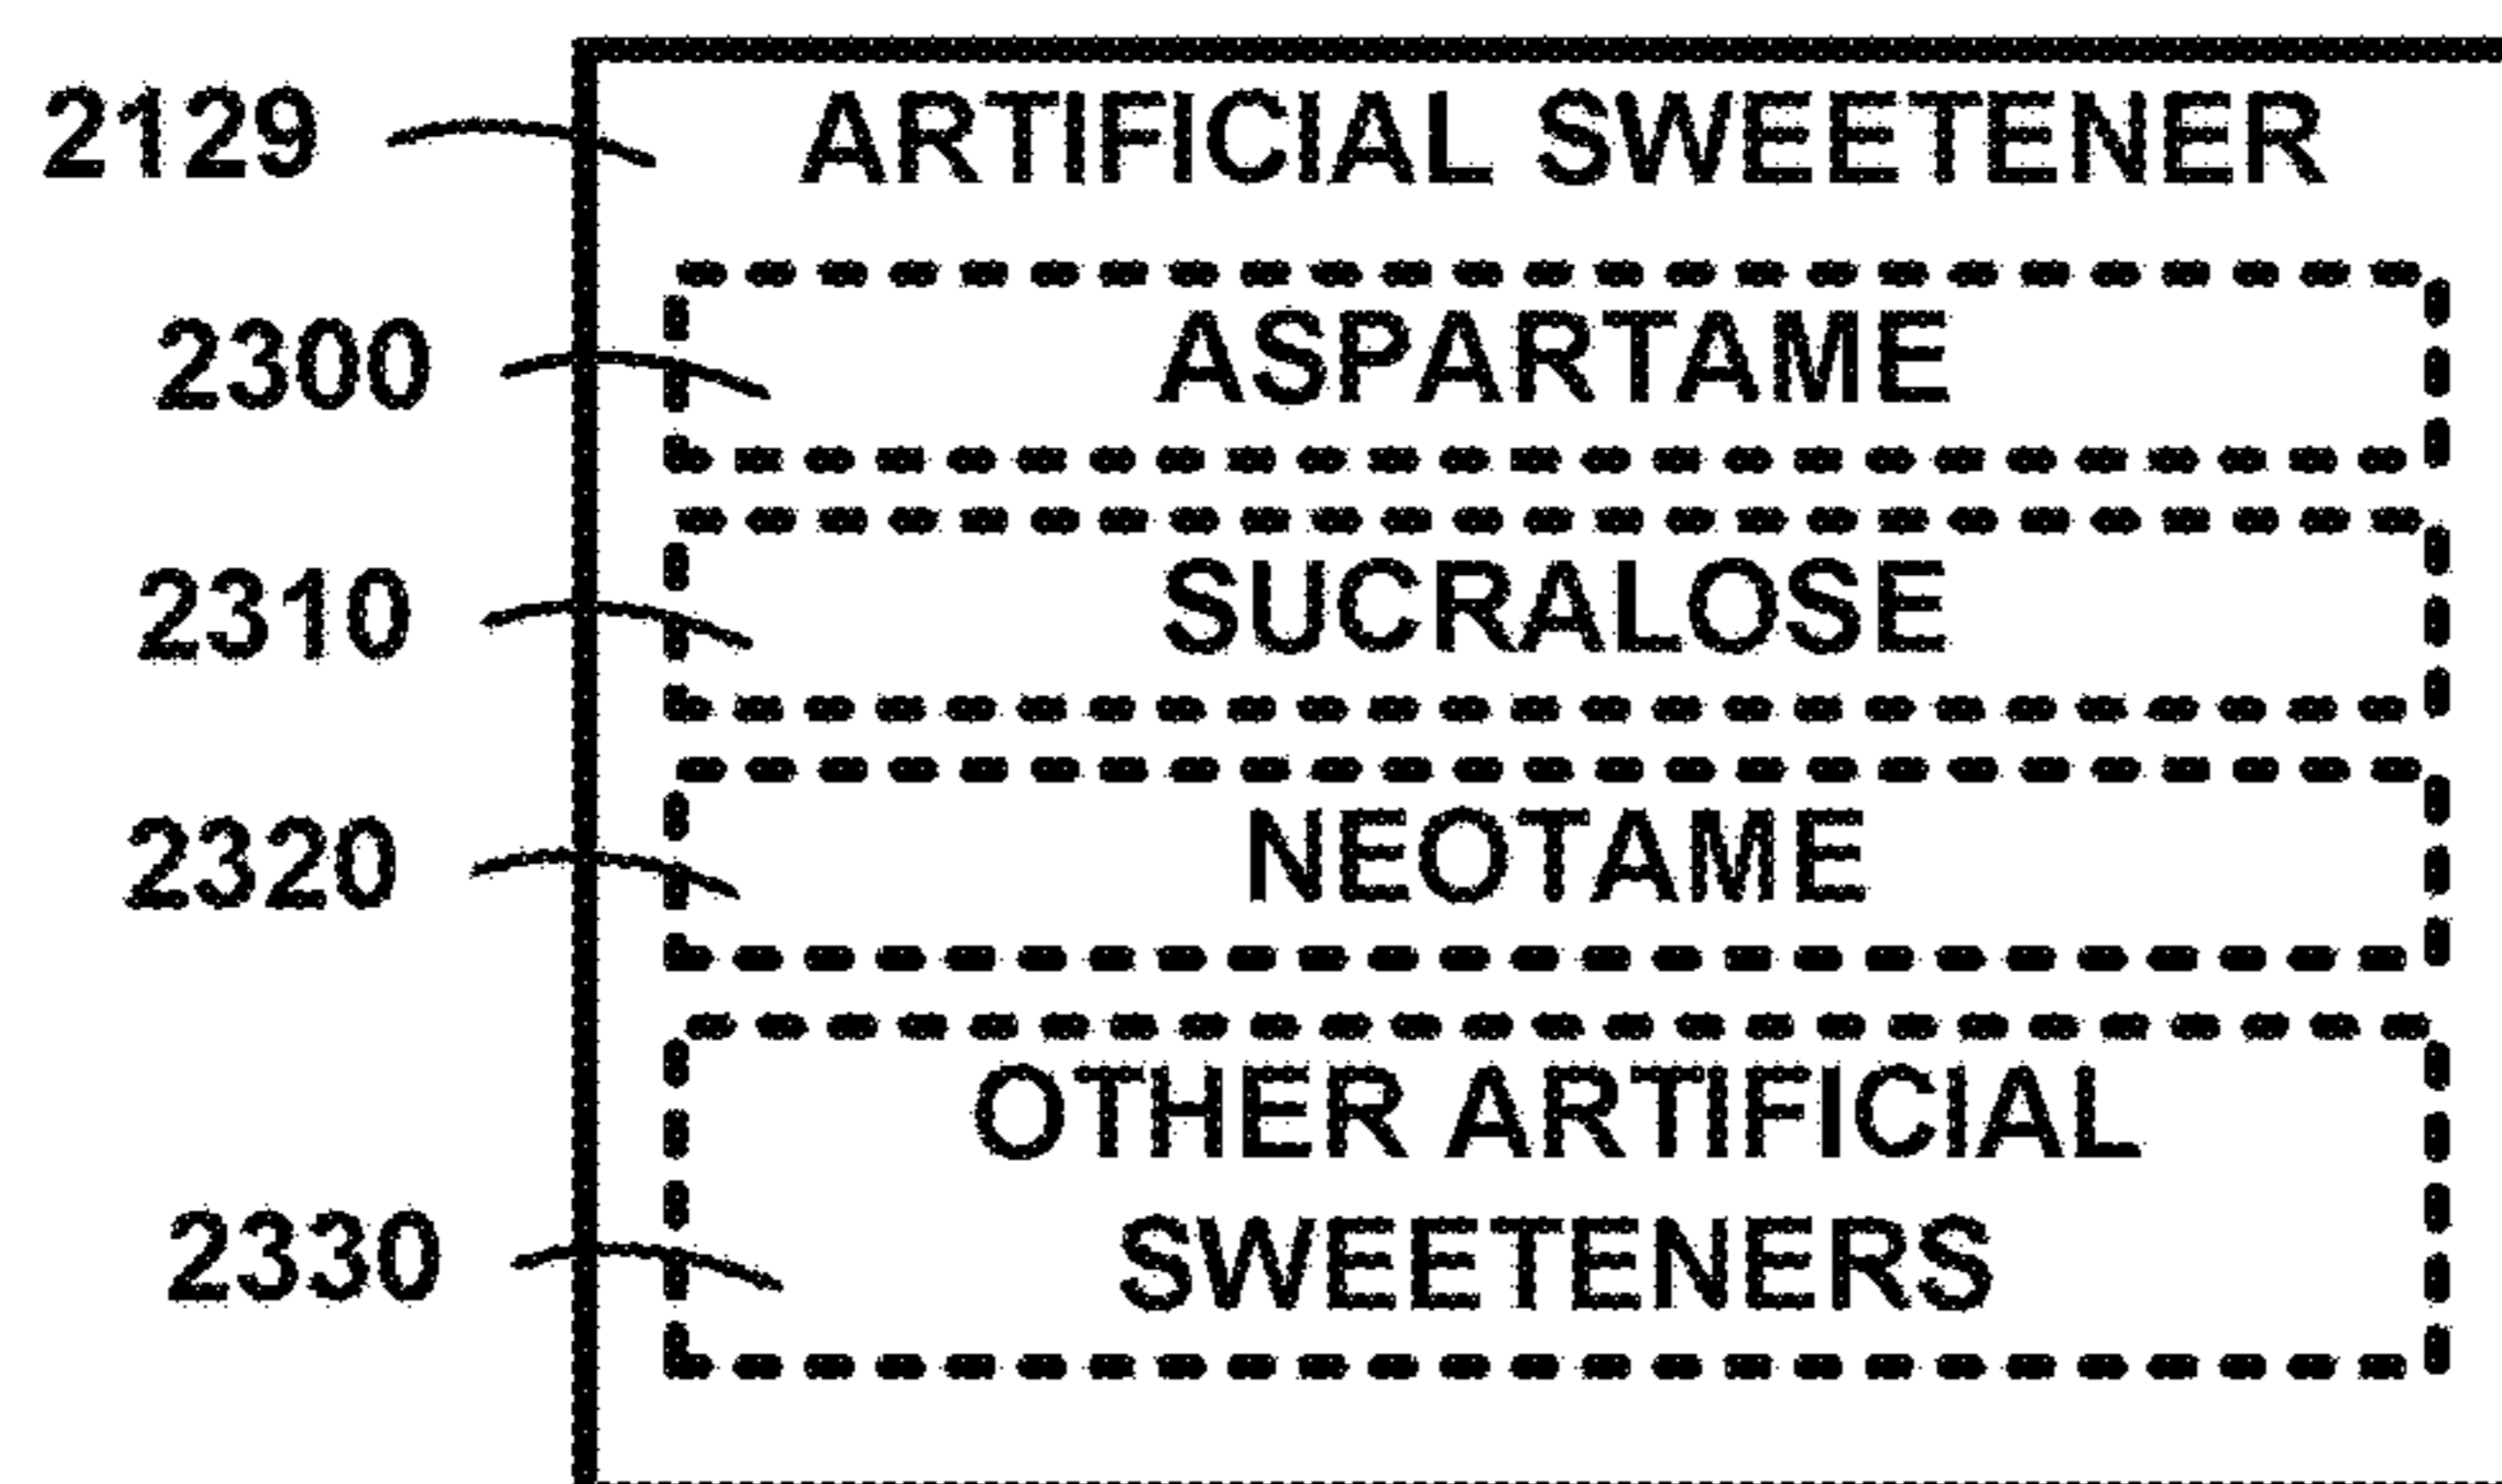 2129 ARTIFICIAL SWEETENER
2300 ASPARTAME
2310 SUCRALOSE
2320 NEOTAME
OTHER ARTIFICIAL
2330 SWEETENERS